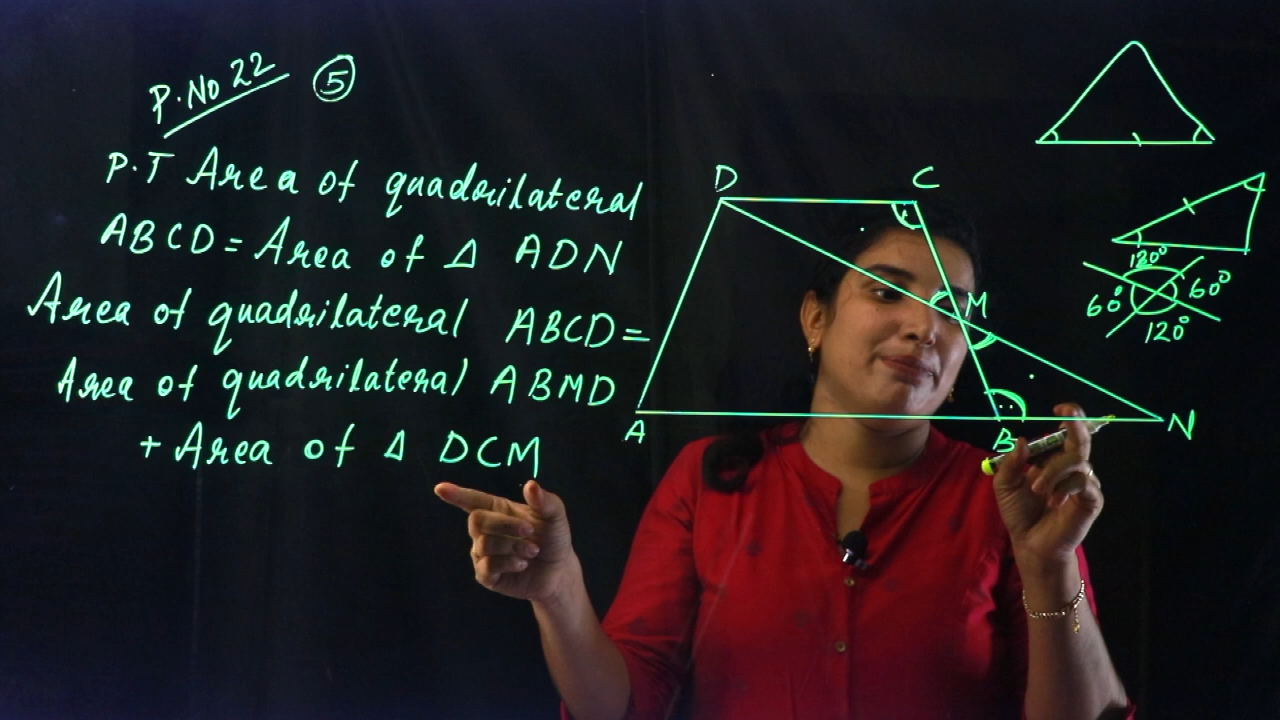 P.No 22 ⑤
P.T Area of quadrilateral
ABCD = Area of Δ ADN
Area of quadrilateral ABCD =
Area of quadrilateral ABMD
+ Area of Δ DCM
D C
M
A B N
120°
60° 60°
120°